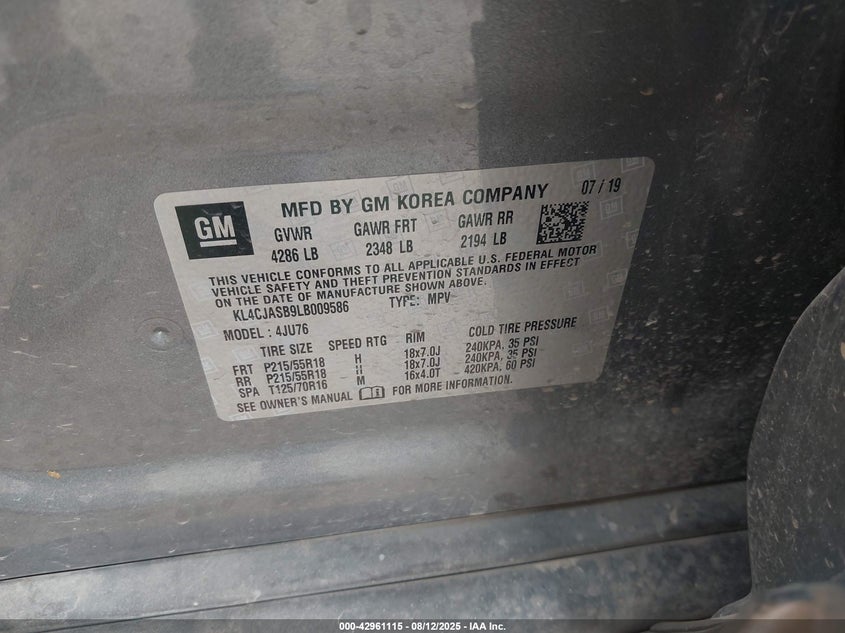 GM
MFD BY GM KOREA COMPANY 07 / 19
GVWR GAWR FRT GAWR RR
4286 LB 2348 LB 2194 LB
THIS VEHICLE CONFORMS TO ALL APPLICABLE U.S. FEDERAL MOTOR
VEHICLE SAFETY AND THEFT PREVENTION STANDARDS IN EFFECT
ON THE DATE OF MANUFACTURE SHOWN ABOVE.
KL4CJASB9LB009586 TYPE: MPV
MODEL: 4JU76
TIRE SIZE SPEED RTG RIM COLD TIRE PRESSURE
FRT P215/55R18 H 18x7.0J 240KPA, 35 PSI
RR P215/55R18 H 18x7.0J 240KPA, 35 PSI
SPA T125/70R16 M 16x4.0T 420KPA, 60 PSI
SEE OWNER'S MANUAL FOR MORE INFORMATION.
000-42961115 - 08/12/2025 - IAA Inc.